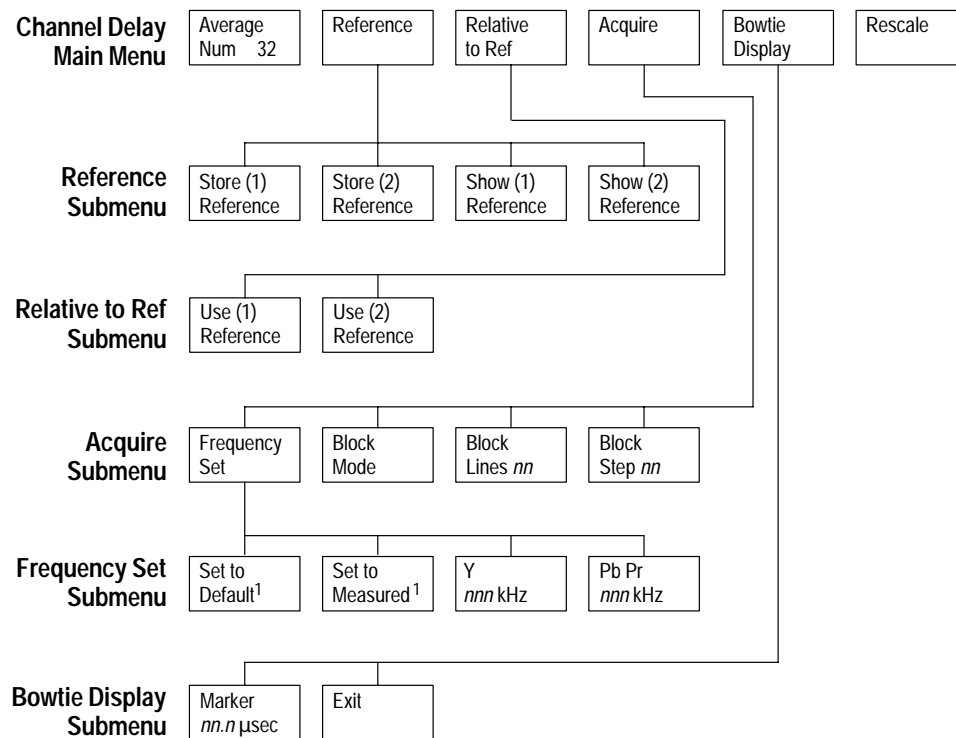 Channel Delay
Main Menu
Average
Num 32
Reference
Relative
to Ref
Acquire
Bowtie
Display
Rescale
Reference
Submenu
Store (1)
Reference
Store (2)
Reference
Show (1)
Reference
Show (2)
Reference
Relative to Ref
Submenu
Use (1)
Reference
Use (2)
Reference
Acquire
Submenu
Frequency
Set
Block
Mode
Block
Lines nn
Block
Step nn
Frequency Set
Submenu
Set to
Default1
Set to
Measured1
Y
nnn kHz
Pb Pr
nnn kHz
Bowtie Display
Submenu
Marker
nn.n µsec
Exit